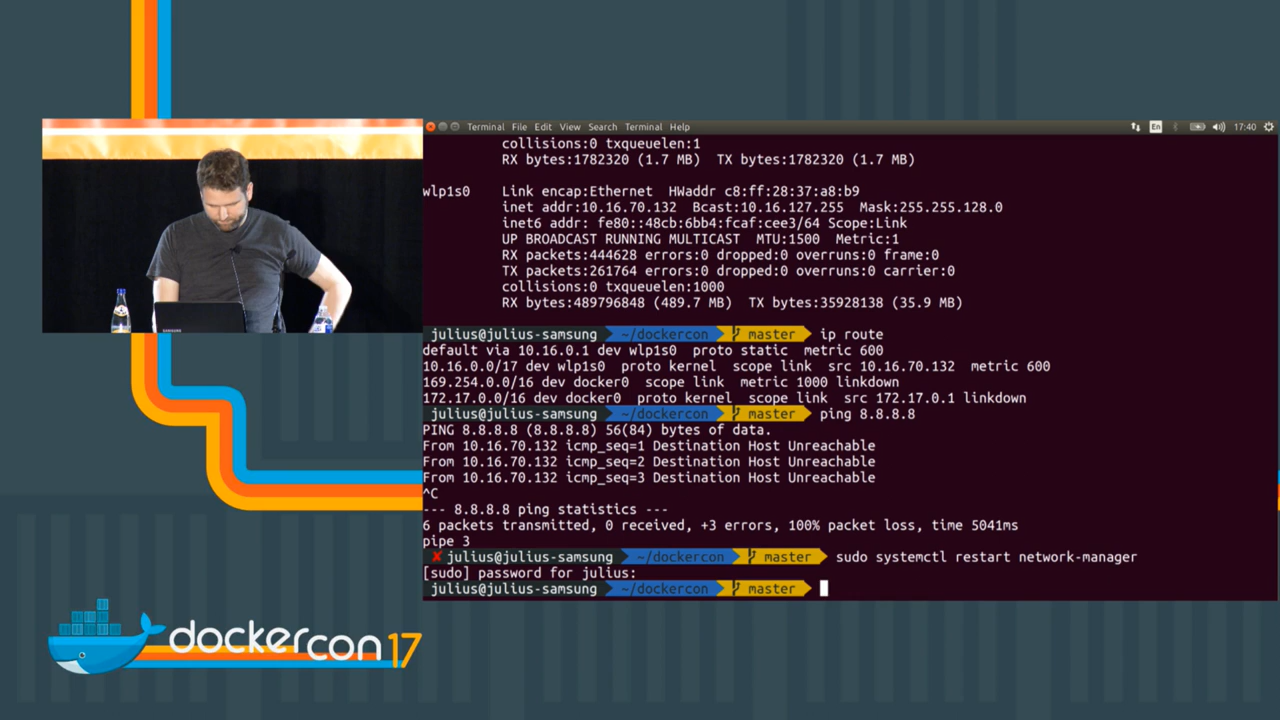 Terminal File Edit View Search Terminal Help En 17:40
collisions:0 txqueuelen:1
RX bytes:1782320 (1.7 MB)  TX bytes:1782320 (1.7 MB)
wlp1s0    Link encap:Ethernet  HWaddr c8:ff:28:37:a8:b9
inet addr:10.16.70.132  Bcast:10.16.127.255  Mask:255.255.128.0
inet6 addr: fe80::48cb:6bb4:fcaf:cee3/64 Scope:Link
UP BROADCAST RUNNING MULTICAST  MTU:1500  Metric:1
RX packets:444628 errors:0 dropped:0 overruns:0 frame:0
TX packets:261764 errors:0 dropped:0 overruns:0 carrier:0
collisions:0 txqueuelen:1000
RX bytes:489796848 (489.7 MB)  TX bytes:35928138 (35.9 MB)
julius@julius-samsung ~/dockercon master ip route
default via 10.16.0.1 dev wlp1s0  proto static  metric 600
10.16.0.0/17 dev wlp1s0  proto kernel  scope link  src 10.16.70.132  metric 600
169.254.0.0/16 dev docker0  scope link  metric 1000 linkdown
172.17.0.0/16 dev docker0  proto kernel  scope link  src 172.17.0.1 linkdown
julius@julius-samsung ~/dockercon master ping 8.8.8.8
PING 8.8.8.8 (8.8.8.8) 56(84) bytes of data.
From 10.16.70.132 icmp_seq=1 Destination Host Unreachable
From 10.16.70.132 icmp_seq=2 Destination Host Unreachable
From 10.16.70.132 icmp_seq=3 Destination Host Unreachable
^C
--- 8.8.8.8 ping statistics ---
6 packets transmitted, 0 received, +3 errors, 100% packet loss, time 5041ms
pipe 3
✘ julius@julius-samsung ~/dockercon master sudo systemctl restart network-manager
[sudo] password for julius:
julius@julius-samsung ~/dockercon master
SAMSUNG
dockercon 17